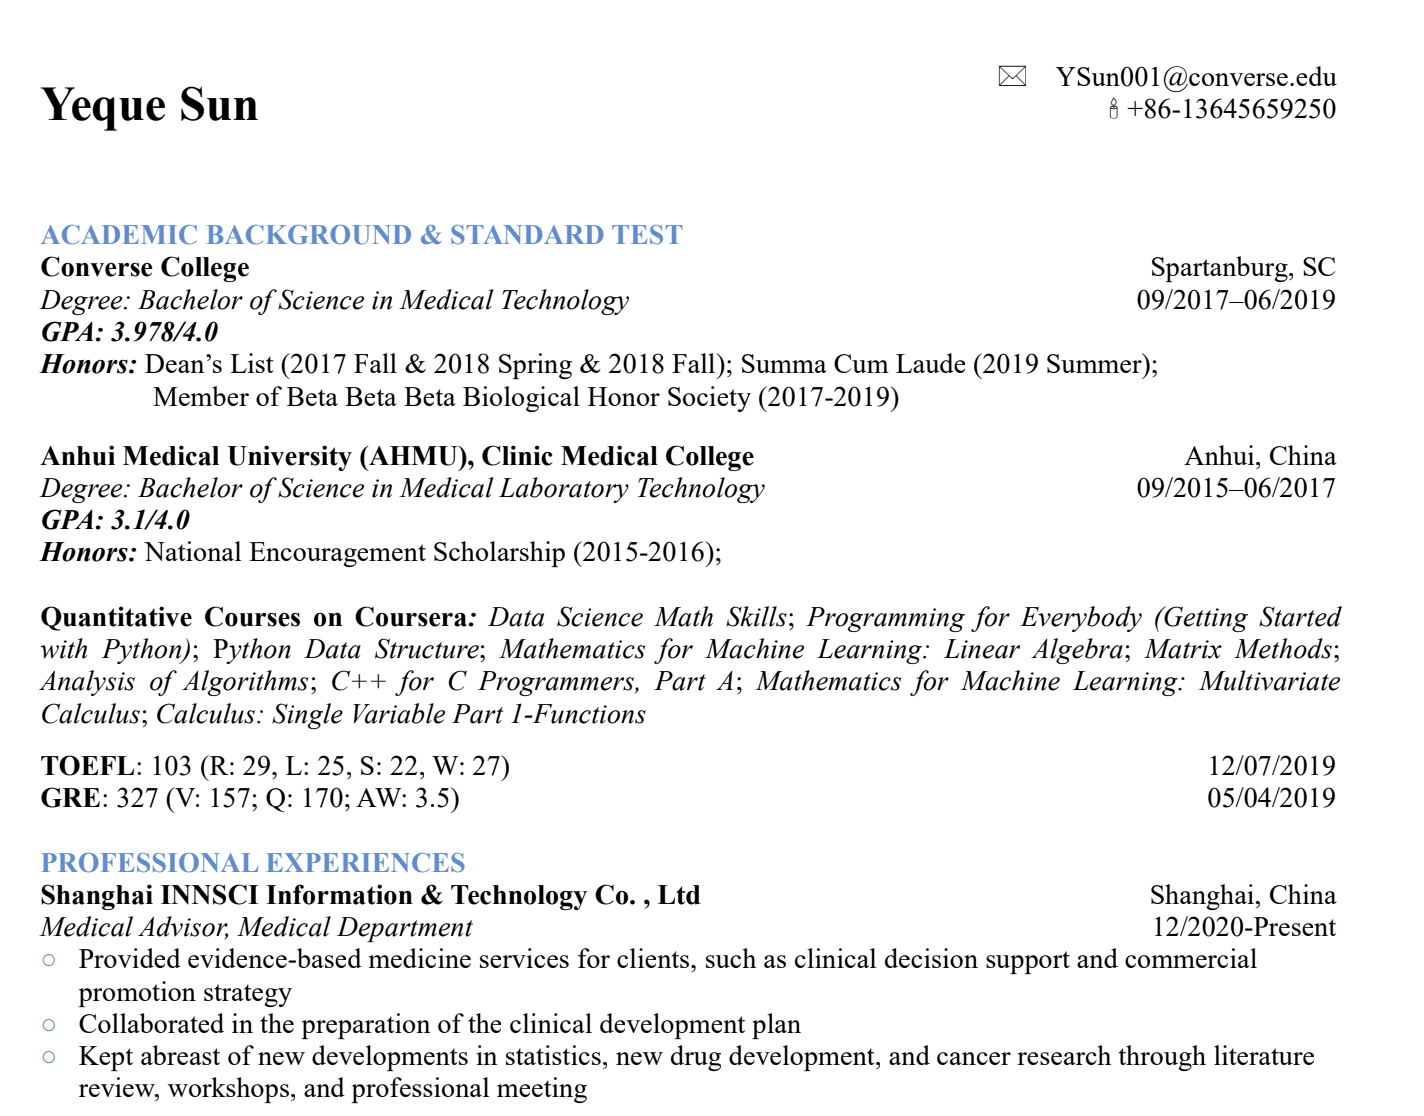 Yeque Sun
YSun001@converse.edu
+86-13645659250
ACADEMIC BACKGROUND & STANDARD TEST
Converse College Spartanburg, SC
Degree: Bachelor of Science in Medical Technology 09/2017–06/2019
GPA: 3.978/4.0
Honors: Dean’s List (2017 Fall & 2018 Spring & 2018 Fall); Summa Cum Laude (2019 Summer);
Member of Beta Beta Beta Biological Honor Society (2017-2019)
Anhui Medical University (AHMU), Clinic Medical College Anhui, China
Degree: Bachelor of Science in Medical Laboratory Technology 09/2015–06/2017
GPA: 3.1/4.0
Honors: National Encouragement Scholarship (2015-2016);
Quantitative Courses on Coursera: Data Science Math Skills; Programming for Everybody (Getting Started
with Python); Python Data Structure; Mathematics for Machine Learning: Linear Algebra; Matrix Methods;
Analysis of Algorithms; C++ for C Programmers, Part A; Mathematics for Machine Learning: Multivariate
Calculus; Calculus: Single Variable Part 1-Functions
TOEFL: 103 (R: 29, L: 25, S: 22, W: 27) 12/07/2019
GRE: 327 (V: 157; Q: 170; AW: 3.5) 05/04/2019
PROFESSIONAL EXPERIENCES
Shanghai INNSCI Information & Technology Co. , Ltd Shanghai, China
Medical Advisor, Medical Department 12/2020-Present
○ Provided evidence-based medicine services for clients, such as clinical decision support and commercial
promotion strategy
○ Collaborated in the preparation of the clinical development plan
○ Kept abreast of new developments in statistics, new drug development, and cancer research through literature
review, workshops, and professional meeting